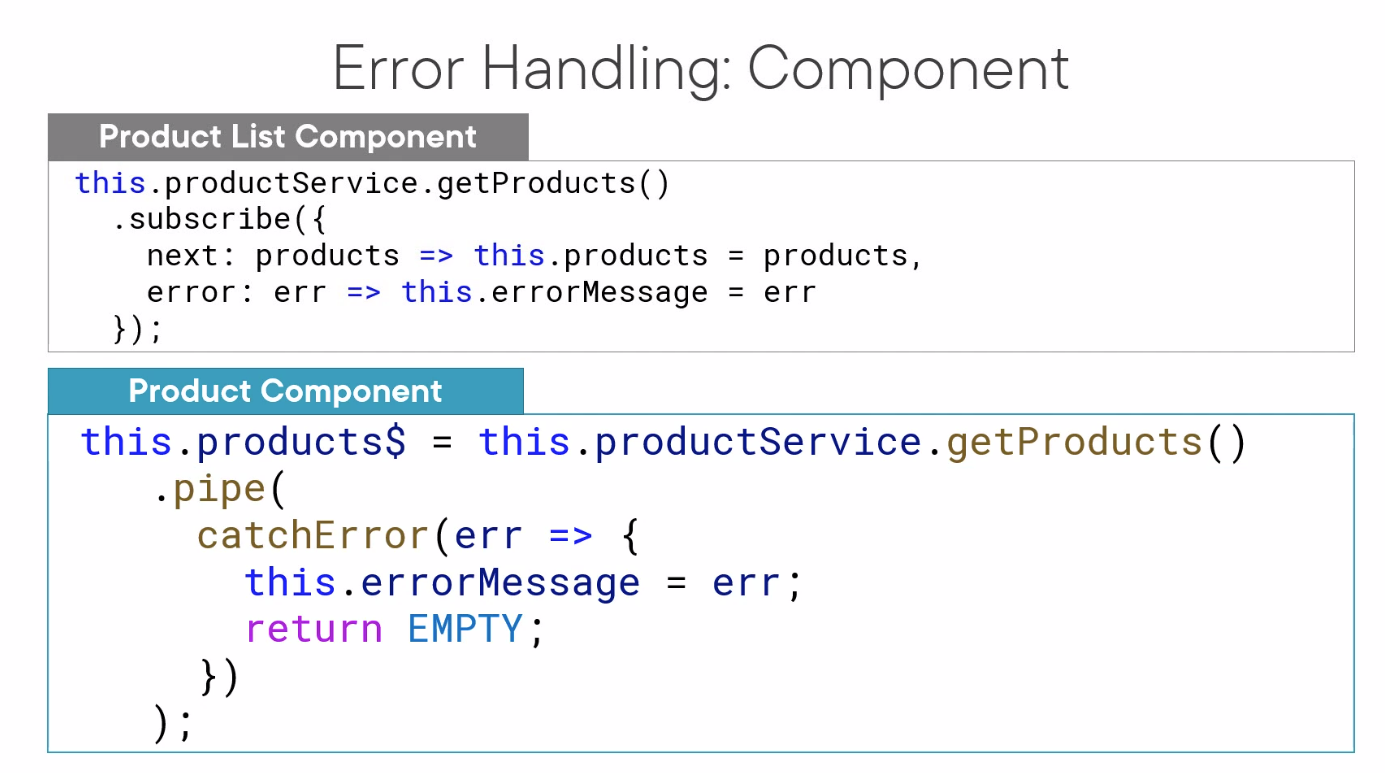 Error Handling: Component
Product List Component
this.productService.getProducts()
.subscribe({
next: products => this.products = products,
error: err => this.errorMessage = err
});
Product Component
this.products$ = this.productService.getProducts()
.pipe(
catchError(err => {
this.errorMessage = err;
return EMPTY;
})
);